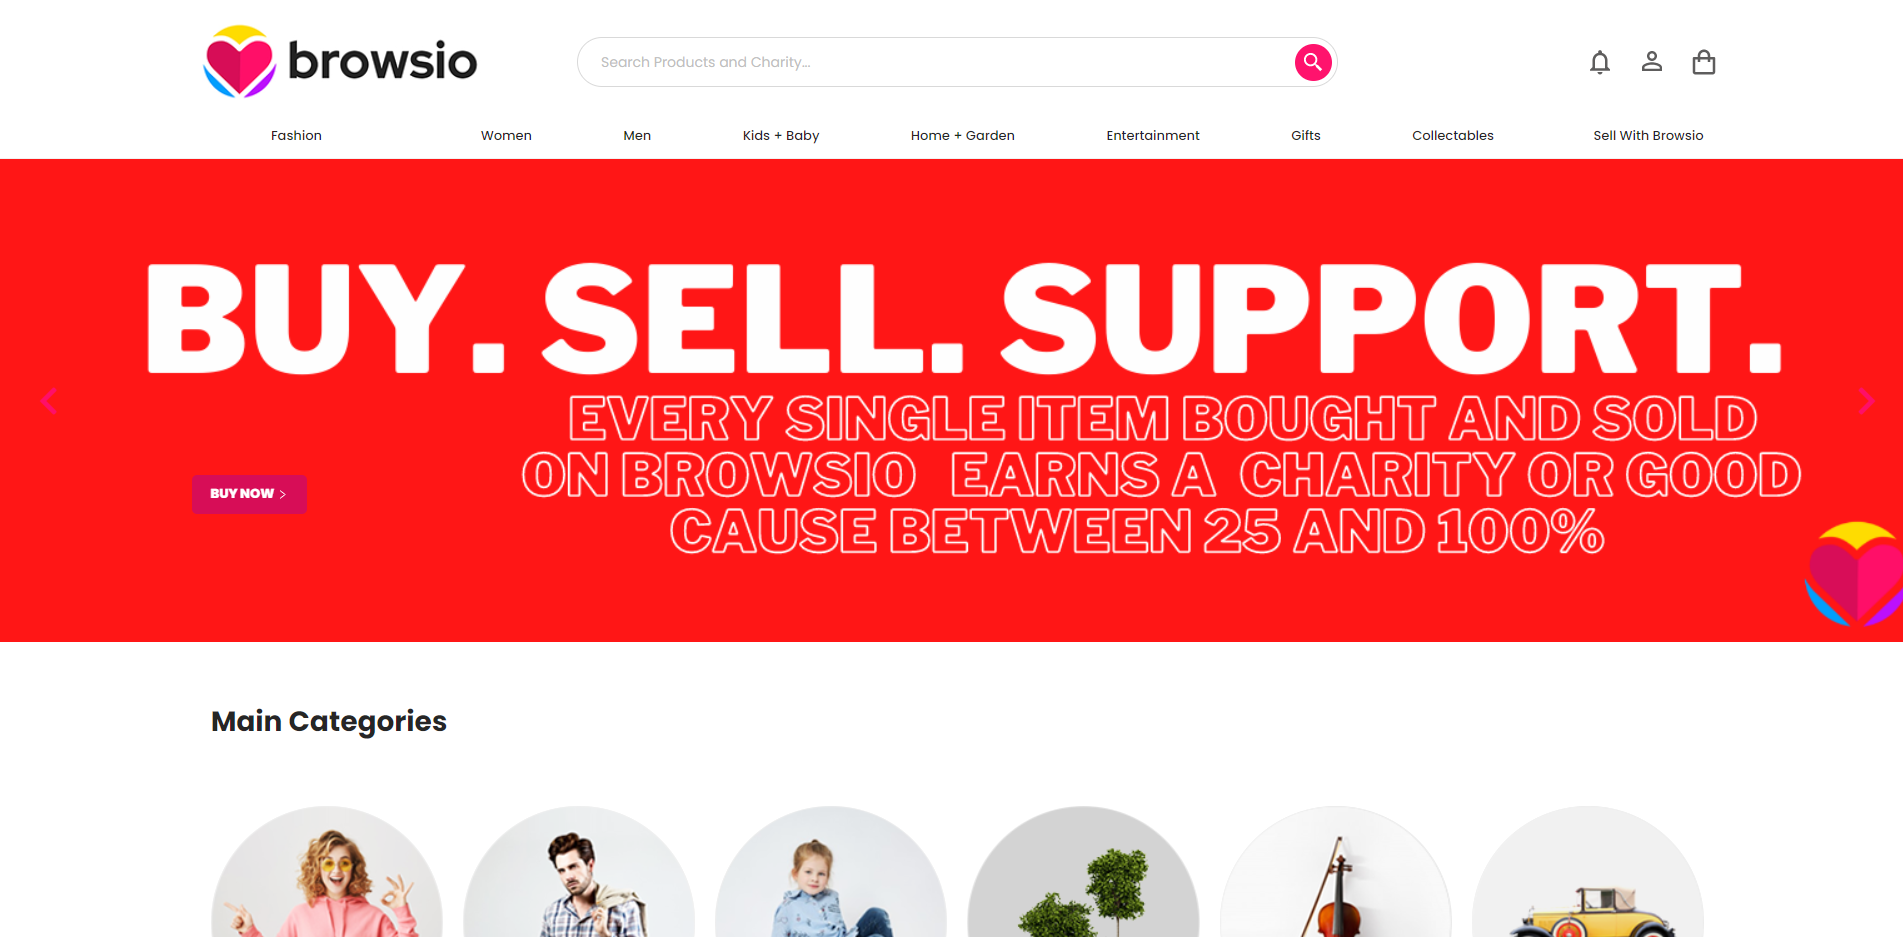 browsio
Search Products and Charity...
Fashion
Women
Men
Kids + Baby
Home + Garden
Entertainment
Gifts
Collectables
Sell With Browsio
BUY. SELL. SUPPORT.
EVERY SINGLE ITEM BOUGHT AND SOLD
ON BROWSIO EARNS A CHARITY OR GOOD
CAUSE BETWEEN 25 AND 100%
BUY NOW >
Main Categories